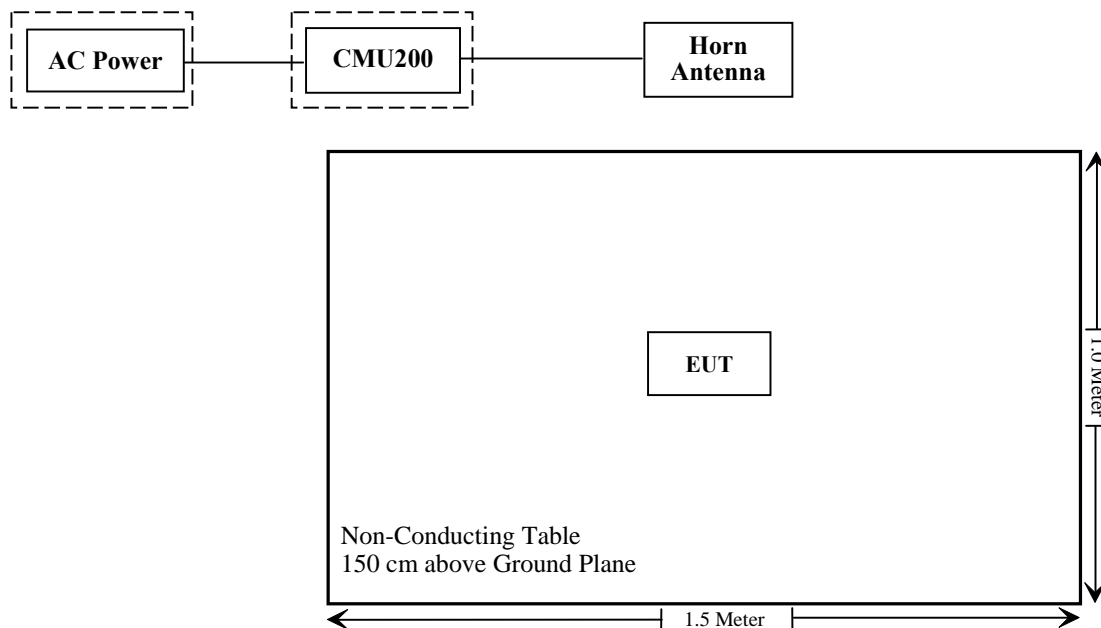 AC Power
CMU200
Horn
Antenna
EUT
1.0 Meter
Non-Conducting Table
150 cm above Ground Plane
1.5 Meter